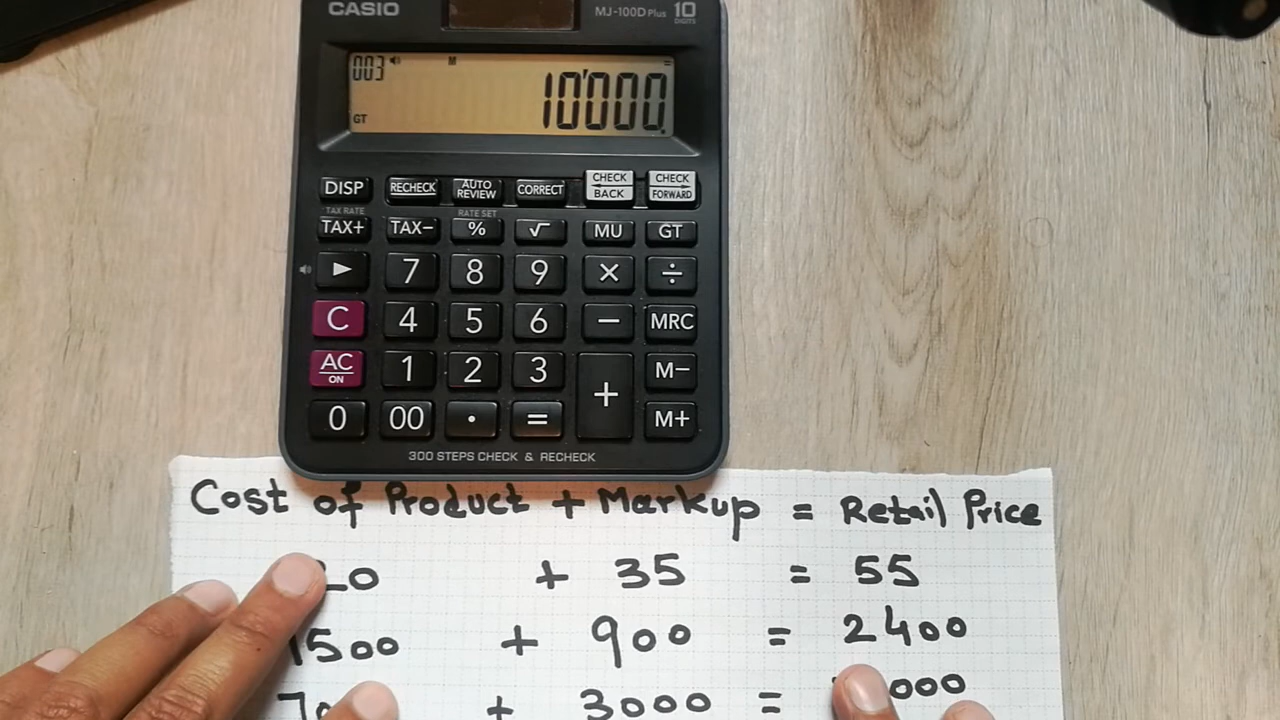 CASIO MJ-100D Plus 10 DIGITS
003 M =
10'000.
GT
DISP RECHECK AUTO REVIEW CORRECT CHECK BACK CHECK FORWARD
TAX RATE RATE SET
TAX+ TAX− % √ MU GT
► 7 8 9 × ÷
C 4 5 6 − MRC
AC ON 1 2 3 + M−
0 00 · = M+
300 STEPS CHECK & RECHECK
Cost of Product + Markup = Retail Price
20 + 35 = 55
1500 + 900 = 2400
+ 3000 =